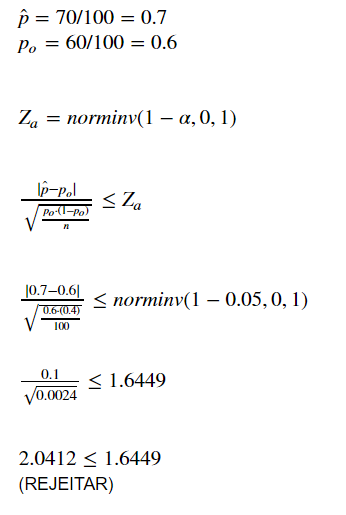 p̂ = 70/100 = 0.7
pₒ = 60/100 = 0.6
Zₐ = norminv(1 − α, 0, 1)
|p̂−pₒ| / √(pₒ·(1−pₒ) / n) ≤ Zₐ
|0.7−0.6| / √(0.6·(0.4) / 100) ≤ norminv(1 − 0.05, 0, 1)
0.1 / √0.0024 ≤ 1.6449
2.0412 ≤ 1.6449
(REJEITAR)